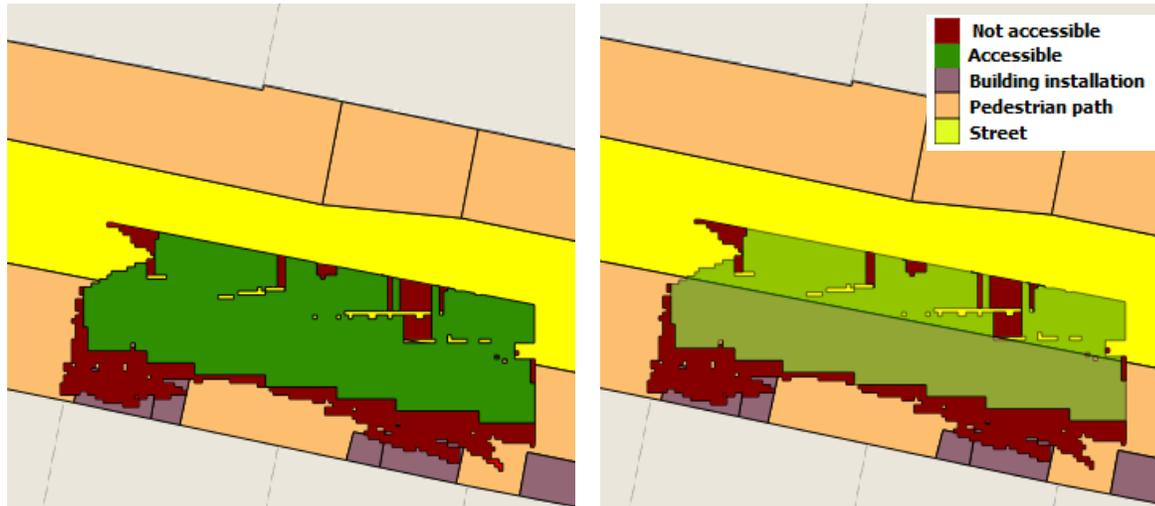 Not accessible
Accessible
Building installation
Pedestrian path
Street